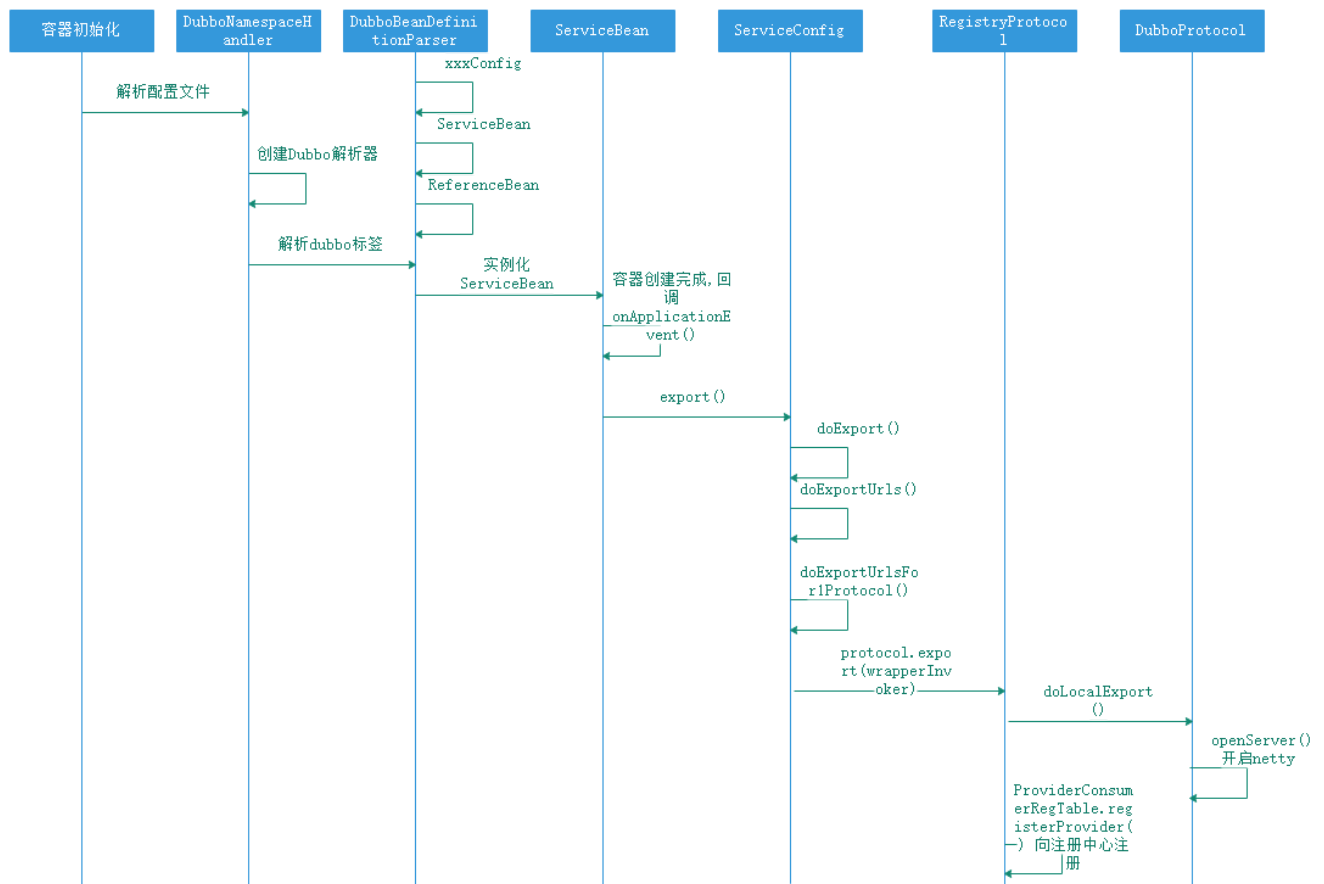 容器初始化
DubboNamespaceH
andler
DubboBeanDefini
tionParser
ServiceBean
ServiceConfig
RegistryProtoco
l
DubboProtocol
xxxConfig
解析配置文件
ServiceBean
创建Dubbo解析器
ReferenceBean
解析dubbo标签
实例化
ServiceBean
容器创建完成,回
调
onApplicationE
vent()
export()
doExport()
doExportUrls()
doExportUrlsFo
r1Protocol()
protocol.expo
rt(wrapperInv
oker)
doLocalExport
()
openServer()
开启netty
ProviderConsum
erRegTable.reg
isterProvider(
) 向注册中心注
册